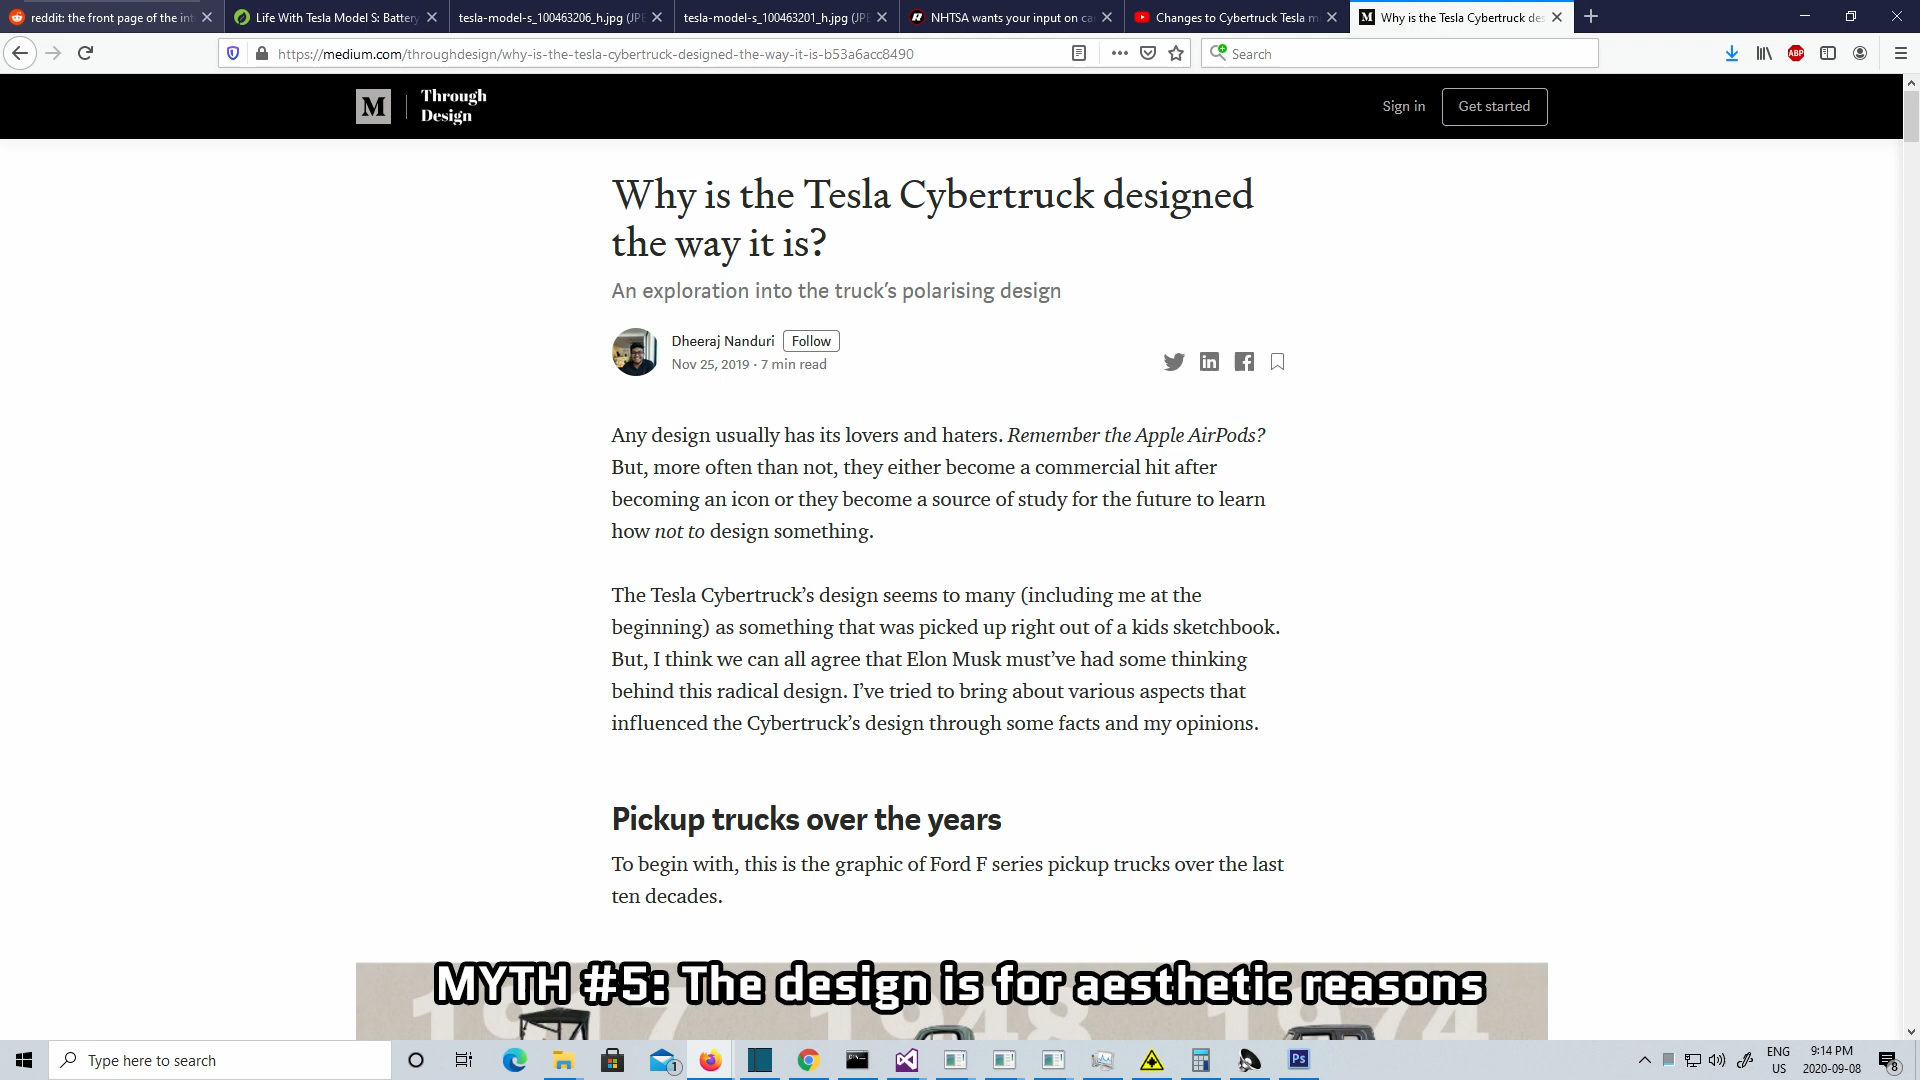 reddit: the front page of the int
Life With Tesla Model S: Battery
tesla-model-s_100463206_h.jpg (JPE
tesla-model-s_100463201_h.jpg (JPE
NHTSA wants your input on ca
Changes to Cybertruck Tesla m
Why is the Tesla Cybertruck des
https://medium.com/throughdesign/why-is-the-tesla-cybertruck-designed-the-way-it-is-b53a6acc8490
Search
ABP
M
Through
Design
Sign in
Get started
Why is the Tesla Cybertruck designed
the way it is?
An exploration into the truck's polarising design
Dheeraj Nanduri
Follow
Nov 25, 2019 · 7 min read
Any design usually has its lovers and haters. Remember the Apple AirPods?
But, more often than not, they either become a commercial hit after
becoming an icon or they become a source of study for the future to learn
how not to design something.
The Tesla Cybertruck's design seems to many (including me at the
beginning) as something that was picked up right out of a kids sketchbook.
But, I think we can all agree that Elon Musk must've had some thinking
behind this radical design. I've tried to bring about various aspects that
influenced the Cybertruck's design through some facts and my opinions.
Pickup trucks over the years
To begin with, this is the graphic of Ford F series pickup trucks over the last
ten decades.
1917 1948 1974
MYTH #5: The design is for aesthetic reasons
Type here to search
1
Ps
ENG
US
9:14 PM
2020-09-08
8